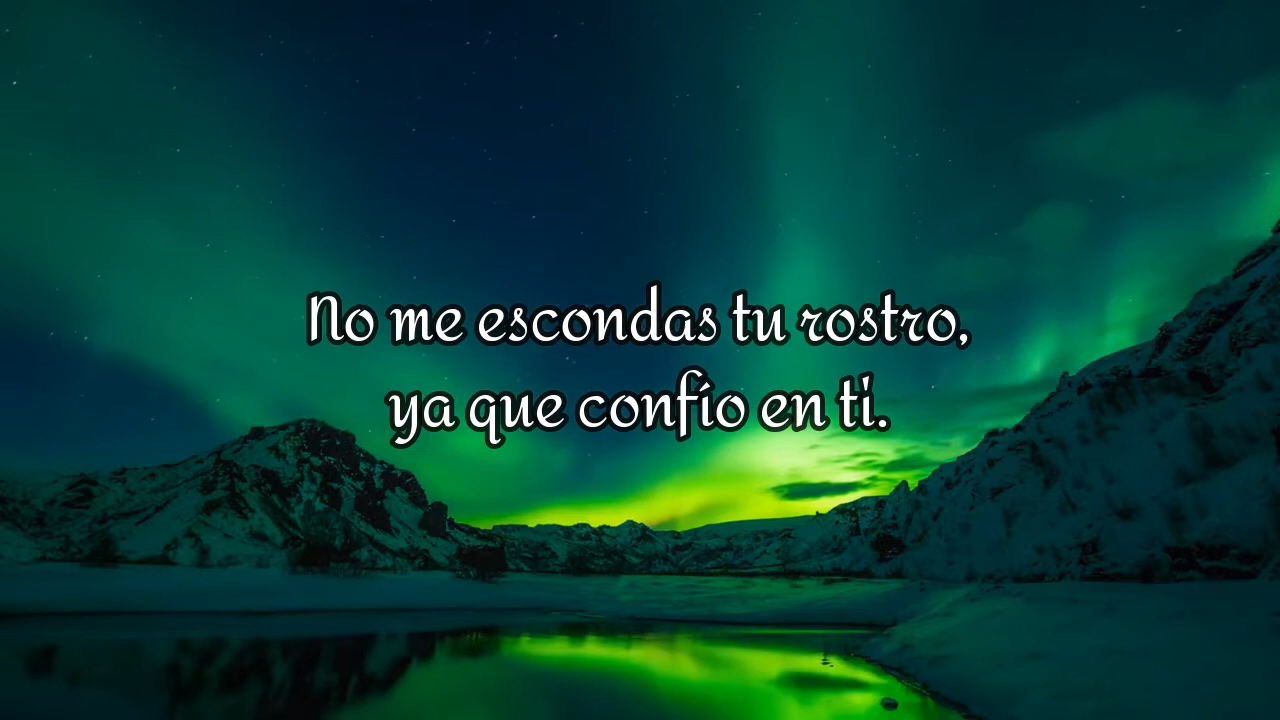 No me escondas tu rostro,
ya que confío en ti.